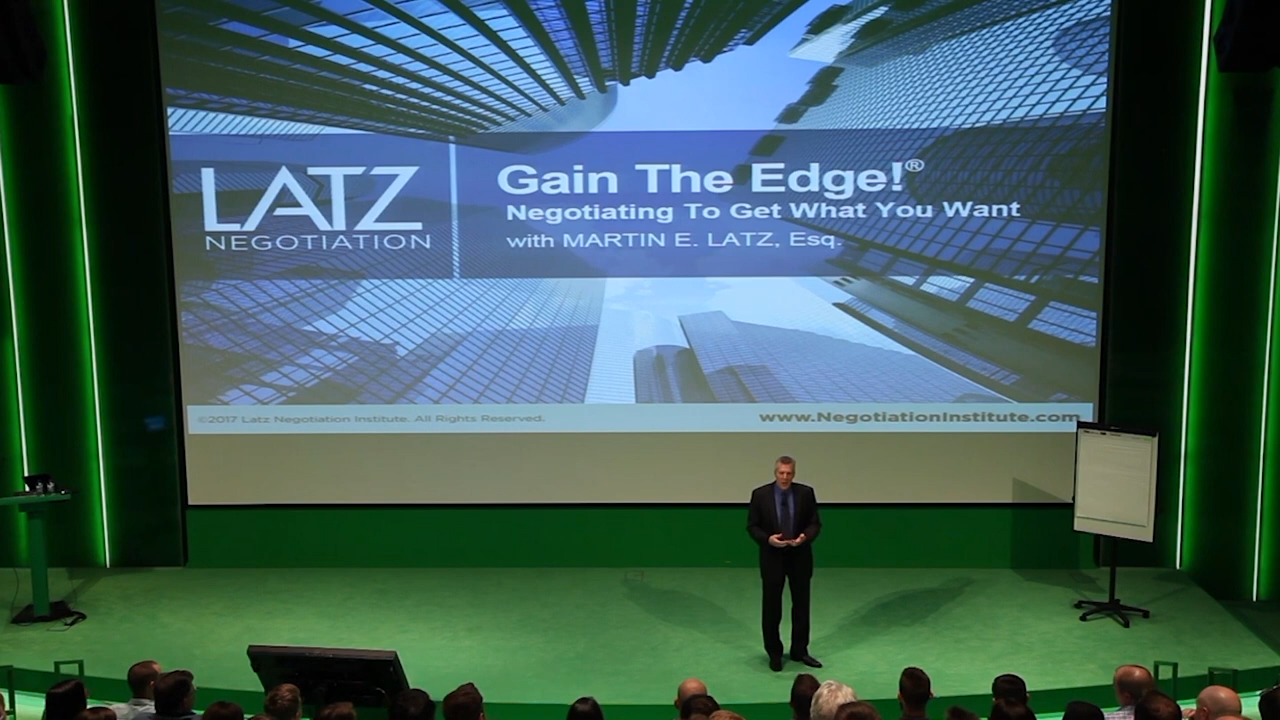 LATZ
NEGOTIATION
Gain The Edge!®
Negotiating To Get What You Want
with MARTIN E. LATZ, Esq.
©2017 Latz Negotiation Institute. All Rights Reserved.
www.NegotiationInstitute.com